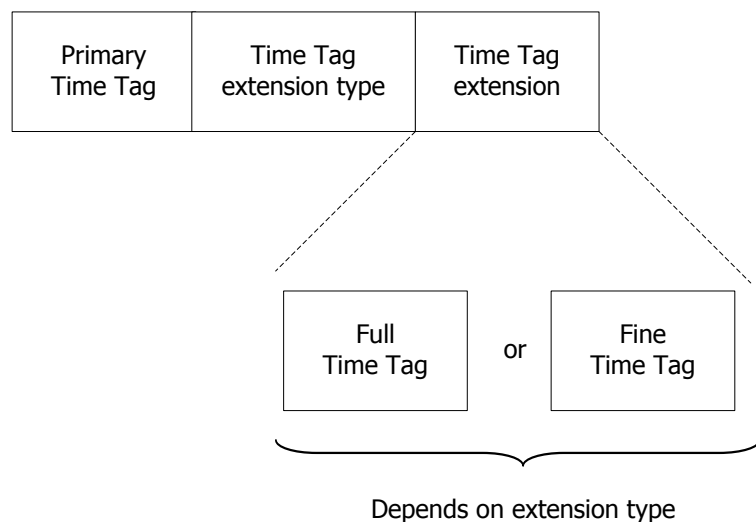 Primary
Time Tag
Time Tag
extension type
Time Tag
extension
Full
Time Tag
or
Fine
Time Tag
Depends on extension type